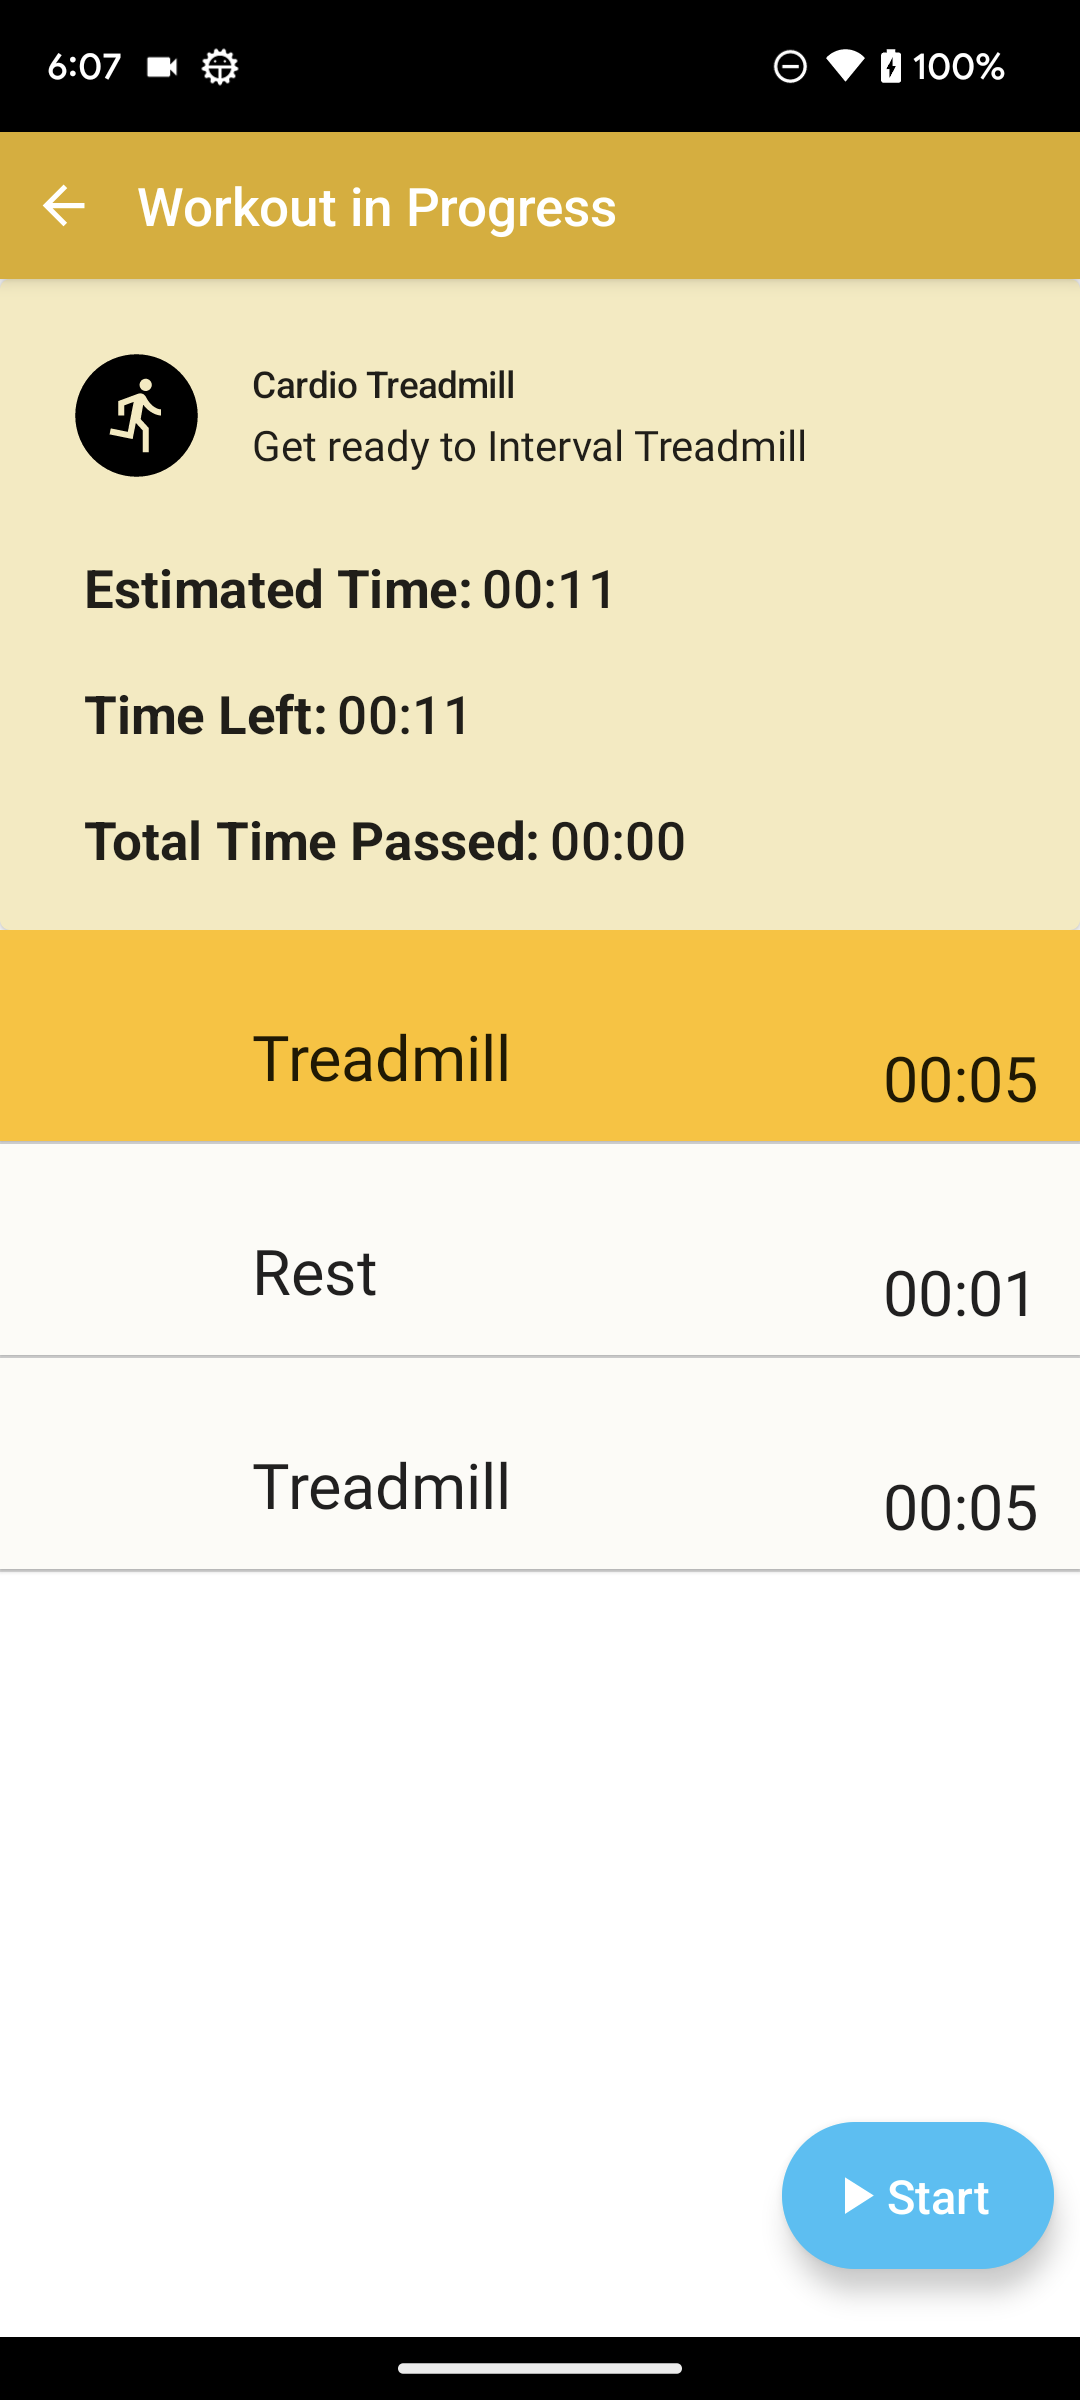 6:07 100%
Workout in Progress
Cardio Treadmill
Get ready to Interval Treadmill
Estimated Time: 00:11
Time Left: 00:11
Total Time Passed: 00:00
Treadmill 00:05
Rest 00:01
Treadmill 00:05
Start